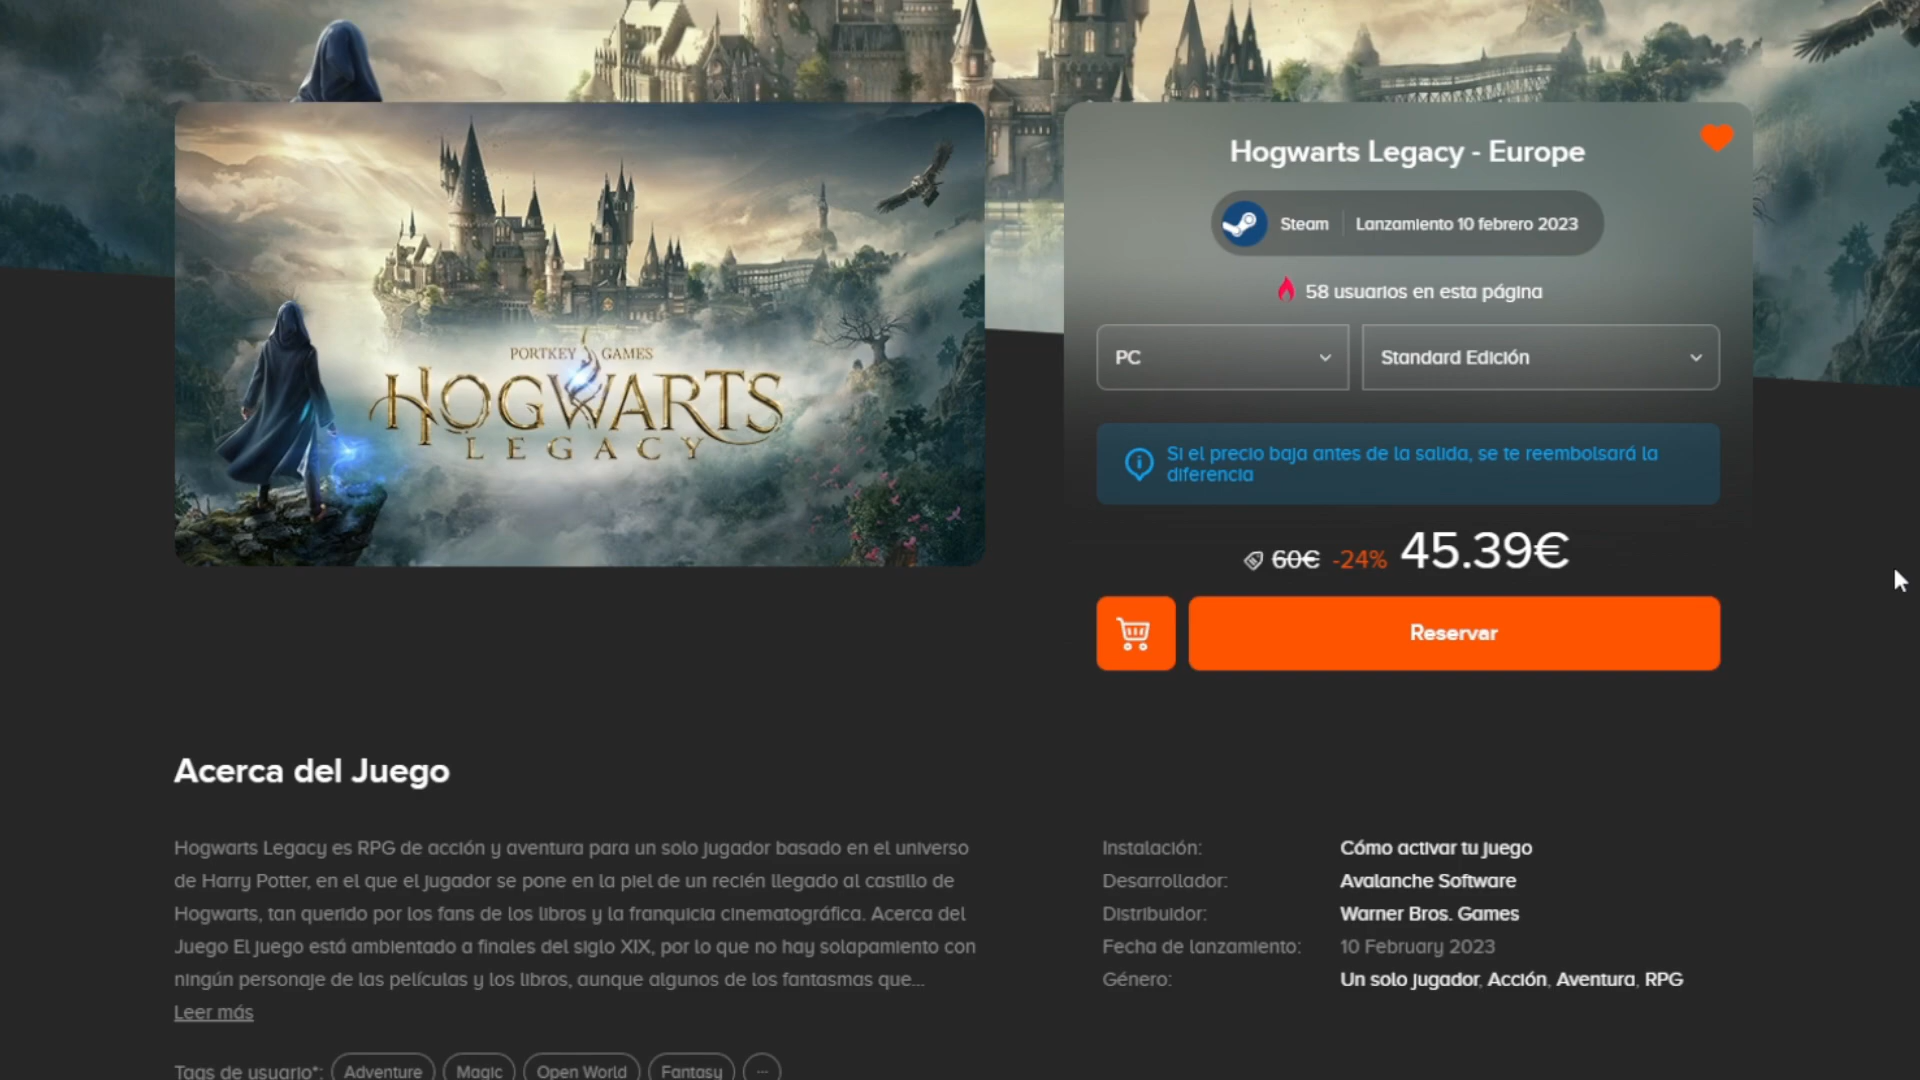 PORTKEY GAMES
HOGWARTS
LEGACY
Hogwarts Legacy - Europe
Steam
Lanzamiento 10 febrero 2023
58 usuarios en esta página
PC
Standard Edición
Si el precio baja antes de la salida, se te reembolsará la
diferencia
60€ -24% 45.39€
Reservar
Acerca del Juego
Hogwarts Legacy es RPG de acción y aventura para un solo jugador basado en el universo
de Harry Potter, en el que el jugador se pone en la piel de un recién llegado al castillo de
Hogwarts, tan querido por los fans de los libros y la franquicia cinematográfica. Acerca del
Juego El juego está ambientado a finales del siglo XIX, por lo que no hay solapamiento con
ningún personaje de las películas y los libros, aunque algunos de los fantasmas que...
Leer más
Instalación: Cómo activar tu juego
Desarrollador: Avalanche Software
Distribuidor: Warner Bros. Games
Fecha de lanzamiento: 10 February 2023
Género: Un solo jugador, Acción, Aventura, RPG
Tags de usuario*: Adventure Magic Open World Fantasy ...